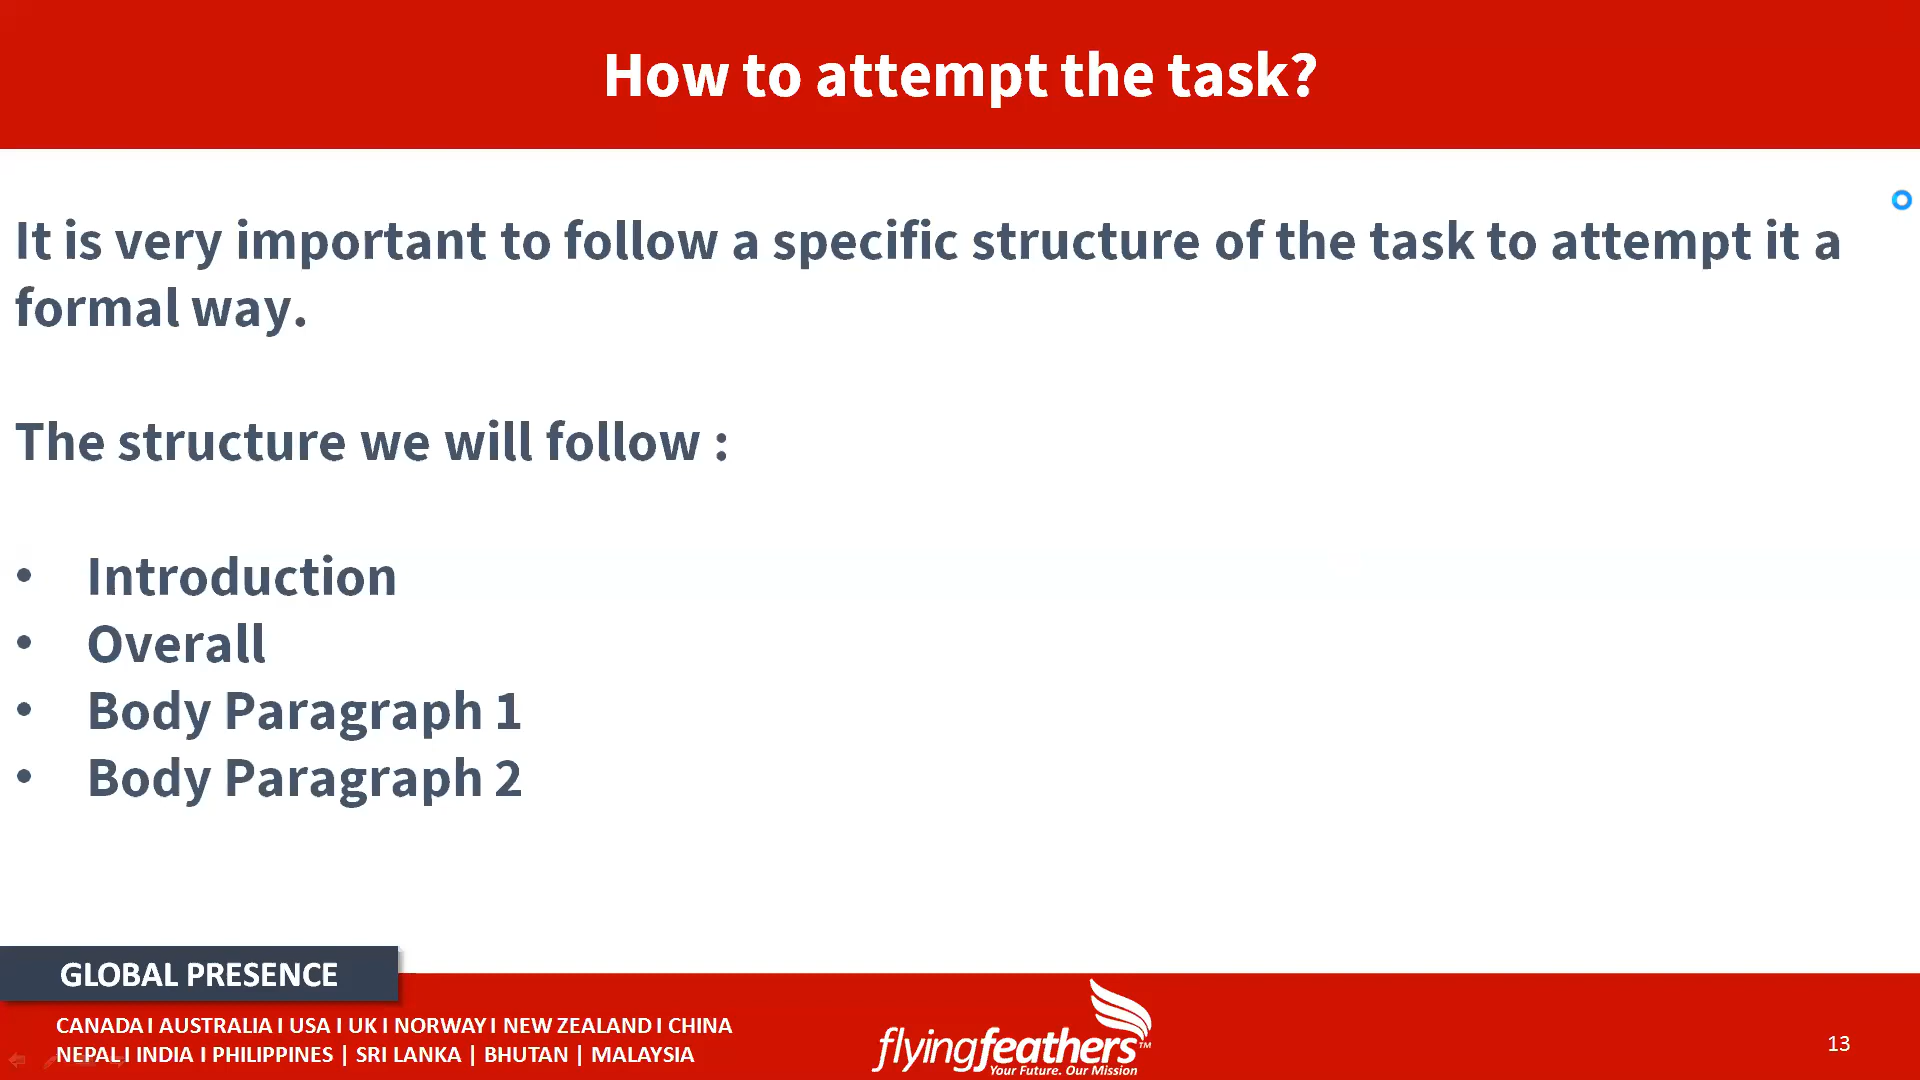 How to attempt the task?
It is very important to follow a specific structure of the task to attempt it a
formal way.
The structure we will follow :
• Introduction
• Overall
• Body Paragraph 1
• Body Paragraph 2
GLOBAL PRESENCE
CANADA I AUSTRALIA I USA I UK I NORWAY I NEW ZEALAND I CHINA
NEPAL I INDIA I PHILIPPINES | SRI LANKA | BHUTAN | MALAYSIA
flyingfeathers™
Your Future. Our Mission
13